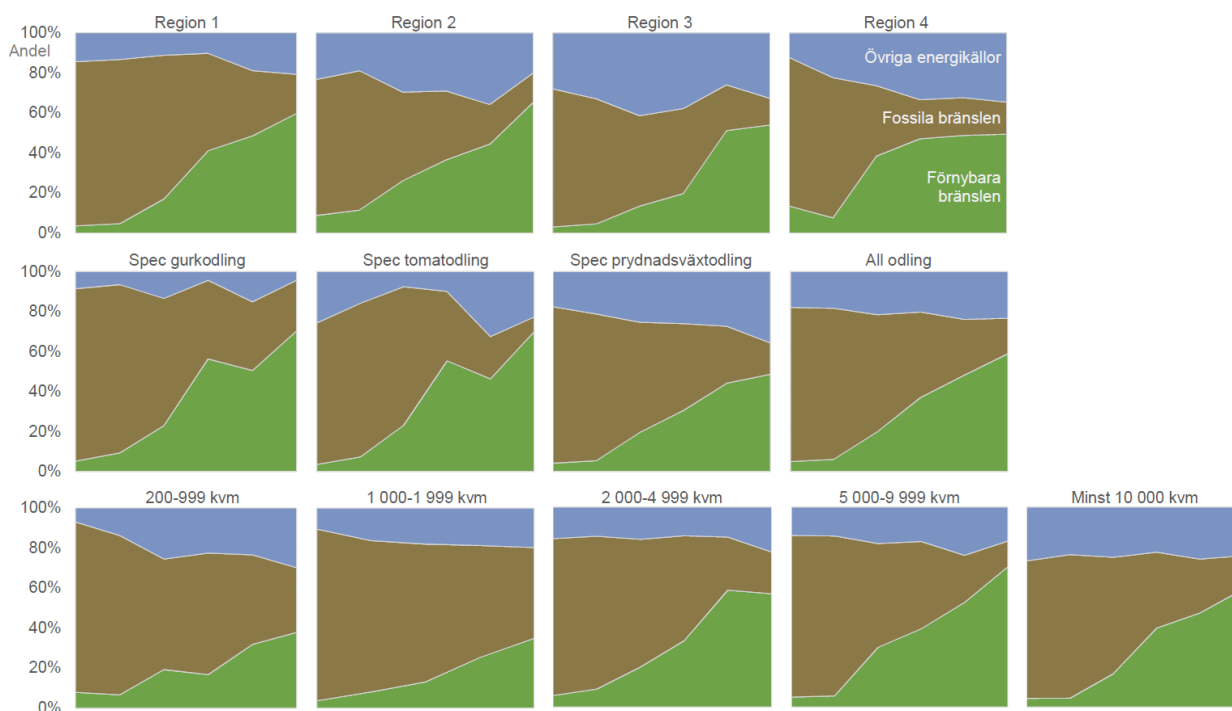 Region 1
Region 2
Region 3
Region 4
100%
Andel
80%
60%
40%
20%
0%
Övriga energikällor
Fossila bränslen
Förnybara
bränslen
Spec gurkodling
Spec tomatodling
Spec prydnadsväxtodling
All odling
100%
80%
60%
40%
20%
0%
200-999 kvm
1 000-1 999 kvm
2 000-4 999 kvm
5 000-9 999 kvm
Minst 10 000 kvm
100%
80%
60%
40%
20%
0%